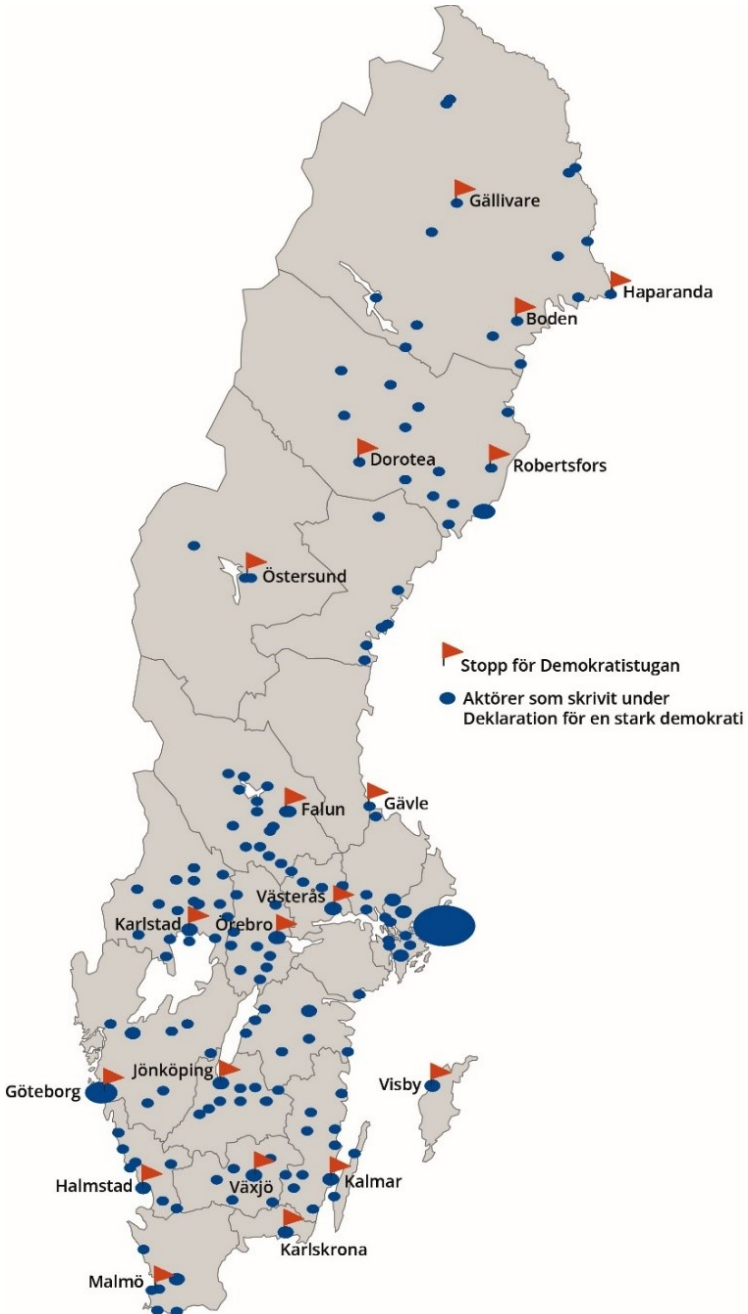 Gällivare
Haparanda
Boden
Dorotea
Robertsfors
Östersund
Stopp för Demokratistugan
Aktörer som skrivit under
Deklaration för en stark demokrati
Falun
Gävle
Västerås
Karlstad
Örebro
Jönköping
Göteborg
Visby
Halmstad
Växjö
Kalmar
Karlskrona
Malmö